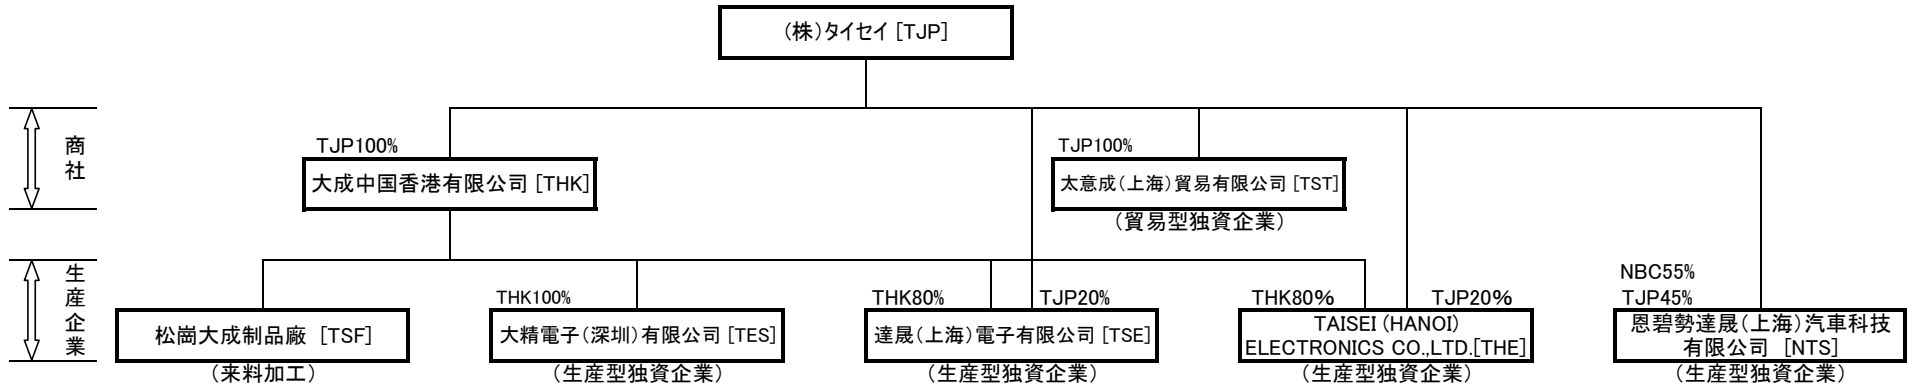 (株)タイセイ [TJP]
商社
TJP100%
大成中国香港有限公司 [THK]
TJP100%
太意成(上海)貿易有限公司 [TST]
(貿易型独資企業)
生産企業
松崗大成制品廠 [TSF]
(来料加工)
THK100%
大精電子(深圳)有限公司 [TES]
(生産型独資企業)
THK80%
TJP20%
達晟(上海)電子有限公司 [TSE]
(生産型独資企業)
THK80%
TJP20%
TAISEI (HANOI)
ELECTRONICS CO.,LTD.[THE]
(生産型独資企業)
NBC55%
TJP45%
恩碧勢達晟(上海)汽車科技
有限公司 [NTS]
(生産型独資企業)